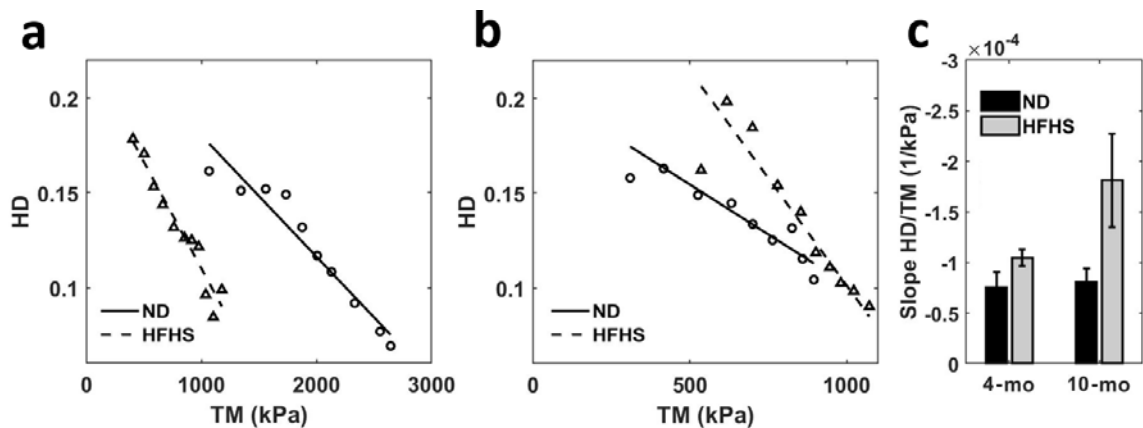 a
HD
0.2
0.15
0.1
ND
HFHS
0 1000 2000 3000
TM (kPa)
b
HD
0.2
0.15
0.1
ND
HFHS
0 500 1000
TM (kPa)
c
×10⁻⁴
Slope HD/TM (1/kPa)
-3
-2.5
-2
-1.5
-1
-0.5
0
ND
HFHS
4-mo 10-mo